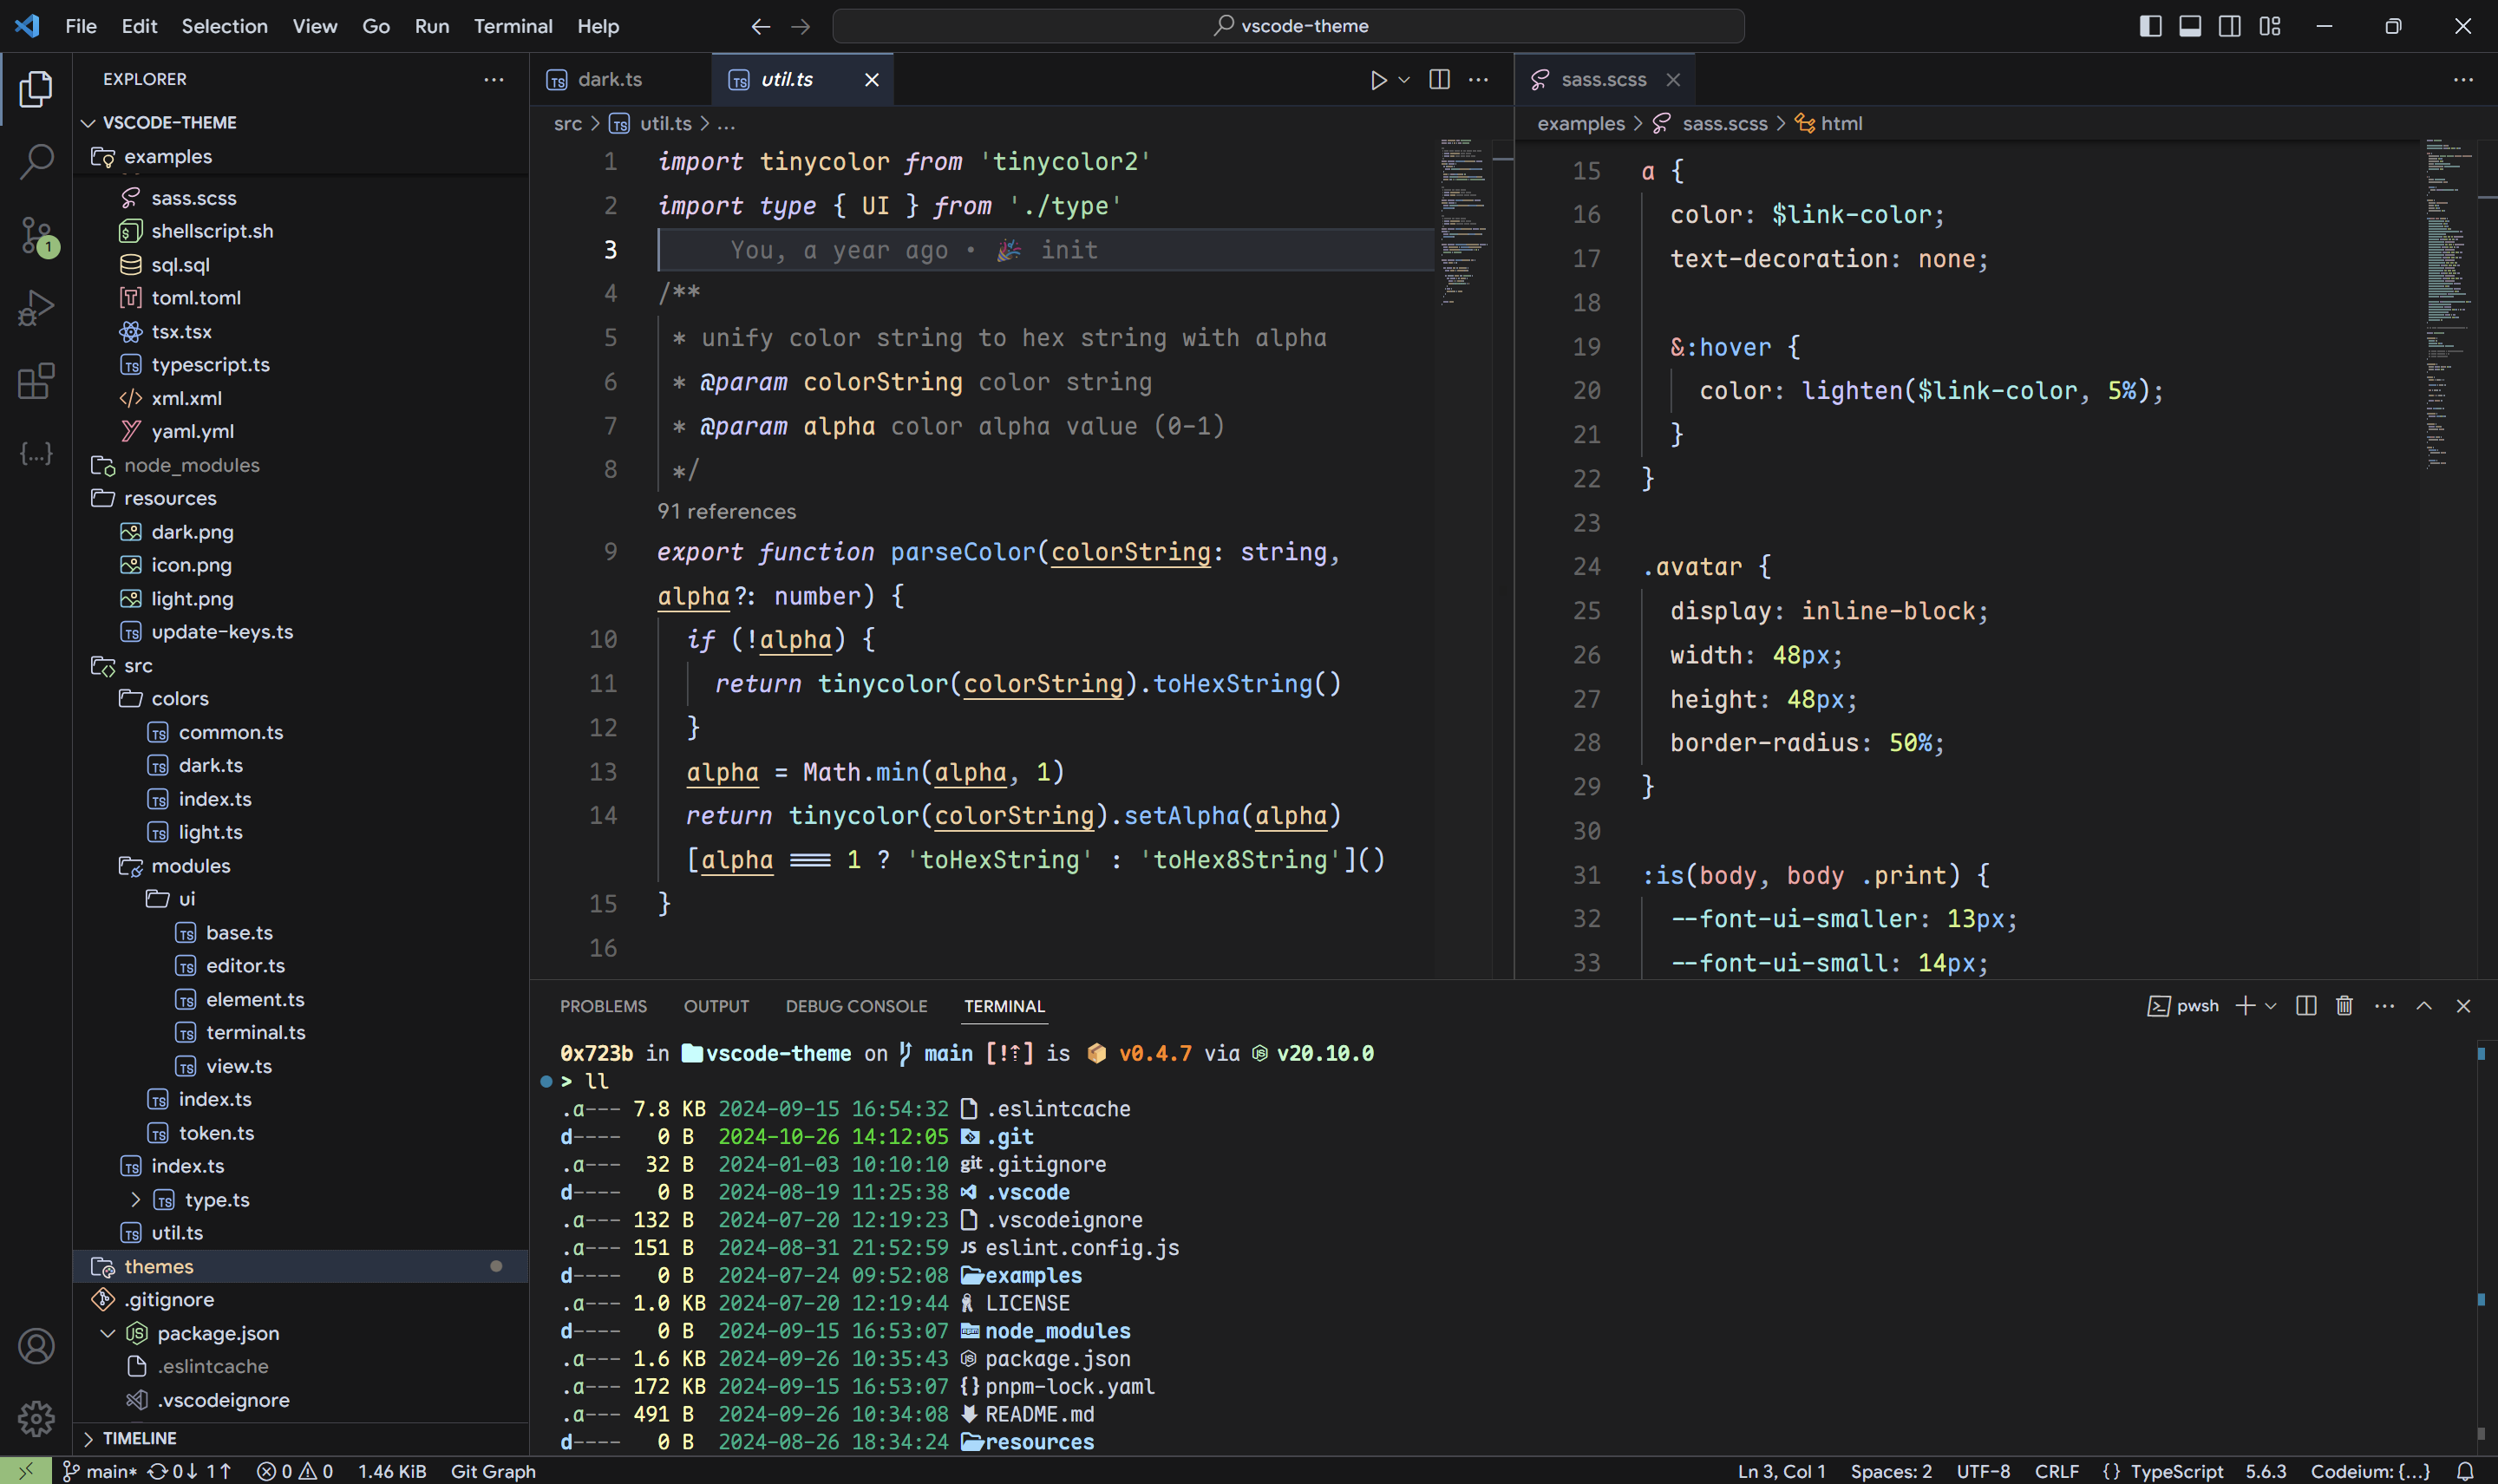 File Edit Selection View Go Run Terminal Help
vscode-theme
EXPLORER
VSCODE-THEME
examples
sass.scss
shellscript.sh
sql.sql
toml.toml
tsx.tsx
typescript.ts
xml.xml
yaml.yml
node_modules
resources
dark.png
icon.png
light.png
update-keys.ts
src
colors
common.ts
dark.ts
index.ts
light.ts
modules
ui
base.ts
editor.ts
element.ts
terminal.ts
view.ts
index.ts
token.ts
index.ts
type.ts
util.ts
themes
.gitignore
package.json
.eslintcache
.vscodeignore
TIMELINE
1
dark.ts
util.ts
src > util.ts > ...
1 import tinycolor from 'tinycolor2'
2 import type { UI } from './type'
3 You, a year ago • 🎉 init
4 /**
5 * unify color string to hex string with alpha
6 * @param colorString color string
7 * @param alpha color alpha value (0-1)
8 */
91 references
9 export function parseColor(colorString: string,
alpha?: number) {
10 if (!alpha) {
11 return tinycolor(colorString).toHexString()
12 }
13 alpha = Math.min(alpha, 1)
14 return tinycolor(colorString).setAlpha(alpha)
[alpha === 1 ? 'toHexString' : 'toHex8String']()
15 }
16
sass.scss
examples > sass.scss > html
15 a {
16 color: $link-color;
17 text-decoration: none;
18
19 &:hover {
20 color: lighten($link-color, 5%);
21 }
22 }
23
24 .avatar {
25 display: inline-block;
26 width: 48px;
27 height: 48px;
28 border-radius: 50%;
29 }
30
31 :is(body, body .print) {
32 --font-ui-smaller: 13px;
33 --font-ui-small: 14px;
PROBLEMS OUTPUT DEBUG CONSOLE TERMINAL
pwsh
0x723b in vscode-theme on main [!⇡] is 📦 v0.4.7 via v20.10.0
> ll
.a--- 7.8 KB 2024-09-15 16:54:32 .eslintcache
d---- 0 B 2024-10-26 14:12:05 .git
.a--- 32 B 2024-01-03 10:10:10 git .gitignore
d---- 0 B 2024-08-19 11:25:38 .vscode
.a--- 132 B 2024-07-20 12:19:23 .vscodeignore
.a--- 151 B 2024-08-31 21:52:59 JS eslint.config.js
d---- 0 B 2024-07-24 09:52:08 examples
.a--- 1.0 KB 2024-07-20 12:19:44 LICENSE
d---- 0 B 2024-09-15 16:53:07 node_modules
.a--- 1.6 KB 2024-09-26 10:35:43 package.json
.a--- 172 KB 2024-09-15 16:53:07 {} pnpm-lock.yaml
.a--- 491 B 2024-09-26 10:34:08 README.md
d---- 0 B 2024-08-26 18:34:24 resources
main* 0↓ 1↑ 0 0 1.46 KiB Git Graph
Ln 3, Col 1 Spaces: 2 UTF-8 CRLF {} TypeScript 5.6.3 Codeium: {...}